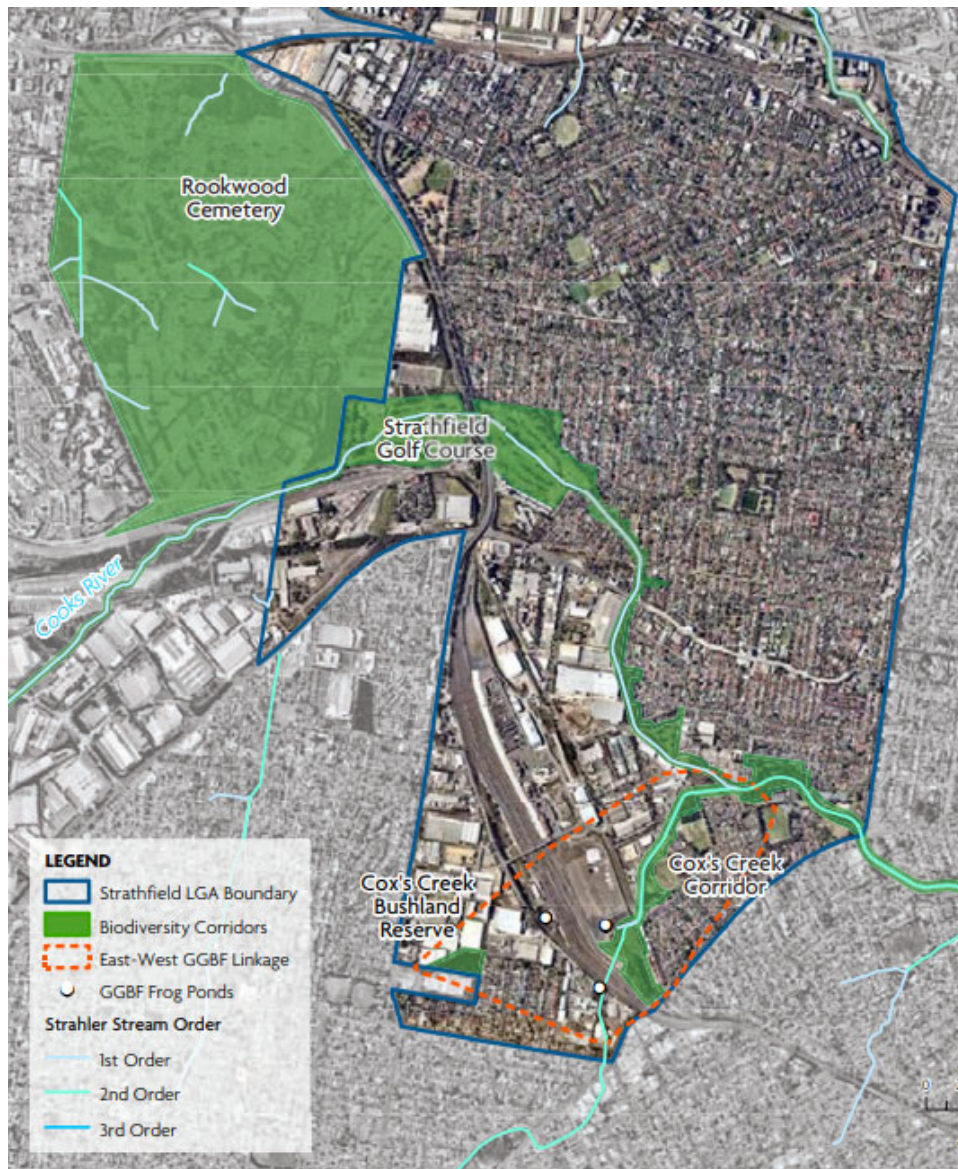 Rookwood
Cemetery
Strathfield
Golf Course
Cooks River
Cox's Creek
Bushland
Reserve
Cox's Creek
Corridor
LEGEND
Strathfield LGA Boundary
Biodiversity Corridors
East-West GGBF Linkage
GGBF Frog Ponds
Strahler Stream Order
1st Order
2nd Order
3rd Order
0